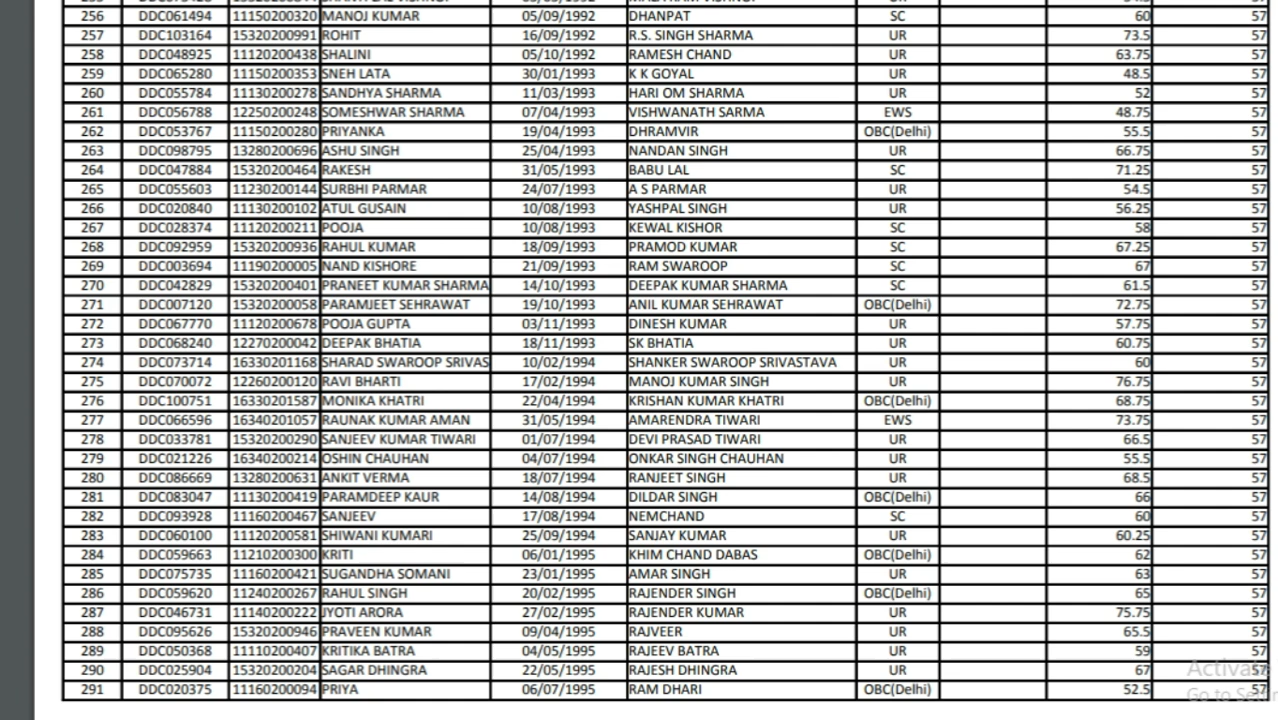 256 DDC061494 11150200320 MANOJ KUMAR 05/09/1992 DHANPAT SC 60 57
257 DDC103164 15320200991 ROHIT 16/09/1992 R.S. SINGH SHARMA UR 73.5 57
258 DDC048925 11120200438 SHALINI 05/10/1992 RAMESH CHAND UR 63.75 57
259 DDC065280 11150200353 SNEH LATA 30/01/1993 K K GOYAL UR 48.5 57
260 DDC055784 11130200278 SANDHYA SHARMA 11/03/1993 HARI OM SHARMA UR 52 57
261 DDC056788 12250200248 SOMESHWAR SHARMA 07/04/1993 VISHWANATH SARMA EWS 48.75 57
262 DDC053767 11150200280 PRIYANKA 19/04/1993 DHRAMVIR OBC(Delhi) 55.5 57
263 DDC098795 13280200696 ASHU SINGH 25/04/1993 NANDAN SINGH UR 66.75 57
264 DDC047884 15320200464 RAKESH 31/05/1993 BABU LAL SC 71.25 57
265 DDC055603 11230200144 SURBHI PARMAR 24/07/1993 A S PARMAR UR 54.5 57
266 DDC020840 11130200102 ATUL GUSAIN 10/08/1993 YASHPAL SINGH UR 56.25 57
267 DDC028374 11120200211 POOJA 10/08/1993 KEWAL KISHOR SC 58 57
268 DDC092959 15320200936 RAHUL KUMAR 18/09/1993 PRAMOD KUMAR SC 67.25 57
269 DDC003694 11190200005 NAND KISHORE 21/09/1993 RAM SWAROOP SC 67 57
270 DDC042829 15320200401 PRANEET KUMAR SHARMA 14/10/1993 DEEPAK KUMAR SHARMA SC 61.5 57
271 DDC007120 15320200058 PARAMJEET SEHRAWAT 19/10/1993 ANIL KUMAR SEHRAWAT OBC(Delhi) 72.75 57
272 DDC067770 11120200678 POOJA GUPTA 03/11/1993 DINESH KUMAR UR 57.75 57
273 DDC068240 12270200042 DEEPAK BHATIA 18/11/1993 SK BHATIA UR 60.75 57
274 DDC073714 16330201168 SHARAD SWAROOP SRIVAS 10/02/1994 SHANKER SWAROOP SRIVASTAVA UR 60 57
275 DDC070072 12260200120 RAVI BHARTI 17/02/1994 MANOJ KUMAR SINGH UR 76.75 57
276 DDC100751 16330201587 MONIKA KHATRI 22/04/1994 KRISHAN KUMAR KHATRI OBC(Delhi) 68.75 57
277 DDC066596 16340201057 RAUNAK KUMAR AMAN 31/05/1994 AMARENDRA TIWARI EWS 73.75 57
278 DDC033781 15320200290 SANJEEV KUMAR TIWARI 01/07/1994 DEVI PRASAD TIWARI UR 66.5 57
279 DDC021226 16340200214 OSHIN CHAUHAN 04/07/1994 ONKAR SINGH CHAUHAN UR 55.5 57
280 DDC086669 13280200631 ANKIT VERMA 18/07/1994 RANJEET SINGH UR 68.5 57
281 DDC083047 11130200419 PARAMDEEP KAUR 14/08/1994 DILDAR SINGH OBC(Delhi) 66 57
282 DDC093928 11160200467 SANJEEV 17/08/1994 NEMCHAND SC 60 57
283 DDC060100 11120200581 SHIWANI KUMARI 25/09/1994 SANJAY KUMAR UR 60.25 57
284 DDC059663 11210200300 KRITI 06/01/1995 KHIM CHAND DABAS OBC(Delhi) 62 57
285 DDC075735 11160200421 SUGANDHA SOMANI 23/01/1995 AMAR SINGH UR 63 57
286 DDC059620 11240200267 RAHUL SINGH 20/02/1995 RAJENDER SINGH OBC(Delhi) 65 57
287 DDC046731 11140200222 JYOTI ARORA 27/02/1995 RAJENDER KUMAR UR 75.75 57
288 DDC095626 15320200946 PRAVEEN KUMAR 09/04/1995 RAJVEER UR 65.5 57
289 DDC050368 11110200407 KRITIKA BATRA 04/05/1995 RAJEEV BATRA UR 59 57
290 DDC025904 15320200204 SAGAR DHINGRA 22/05/1995 RAJESH DHINGRA UR 67 57
291 DDC020375 11160200094 PRIYA 06/07/1995 RAM DHARI OBC(Delhi) 52.5 57
Activate
Go to